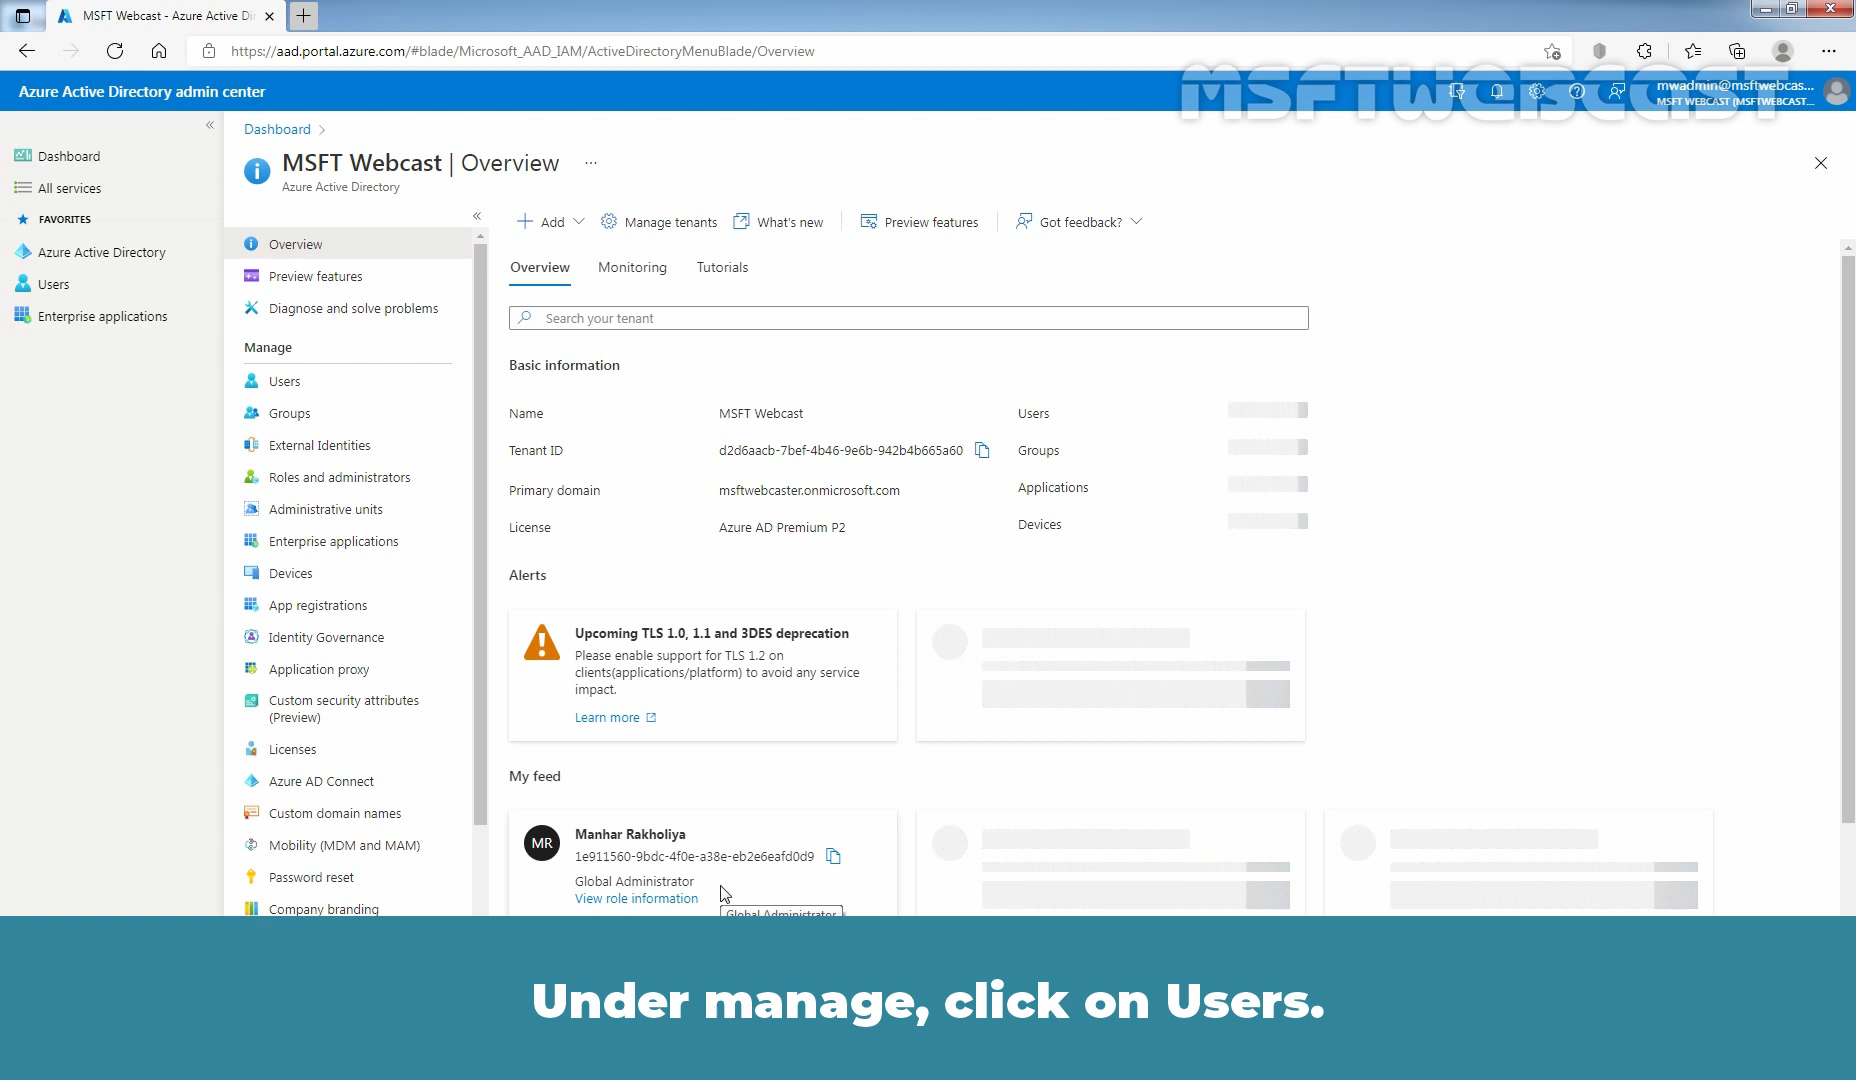 MSFT Webcast - Azure Active Di
https://aad.portal.azure.com/#blade/Microsoft_AAD_IAM/ActiveDirectoryMenuBlade/Overview
MSFTWEBCAST
Azure Active Directory admin center
mwadmin@msftwebcas...
MSFT WEBCAST (MSFTWEBCAST...
Dashboard
All services
FAVORITES
Azure Active Directory
Users
Enterprise applications
Dashboard
MSFT Webcast | Overview
...
Azure Active Directory
Overview
Preview features
Diagnose and solve problems
Manage
Users
Groups
External Identities
Roles and administrators
Administrative units
Enterprise applications
Devices
App registrations
Identity Governance
Application proxy
Custom security attributes
(Preview)
Licenses
Azure AD Connect
Custom domain names
Mobility (MDM and MAM)
Password reset
Company branding
Add
Manage tenants
What's new
Preview features
Got feedback?
Overview
Monitoring
Tutorials
Search your tenant
Basic information
Name
MSFT Webcast
Users
Tenant ID
d2d6aacb-7bef-4b46-9e6b-942b4b665a60
Groups
Primary domain
msftwebcaster.onmicrosoft.com
Applications
License
Azure AD Premium P2
Devices
Alerts
Upcoming TLS 1.0, 1.1 and 3DES deprecation
Please enable support for TLS 1.2 on
clients(applications/platform) to avoid any service
impact.
Learn more
My feed
MR
Manhar Rakholiya
1e911560-9bdc-4f0e-a38e-eb2e6eafd0d9
Global Administrator
View role information
Global Administrator
Under manage, click on Users.